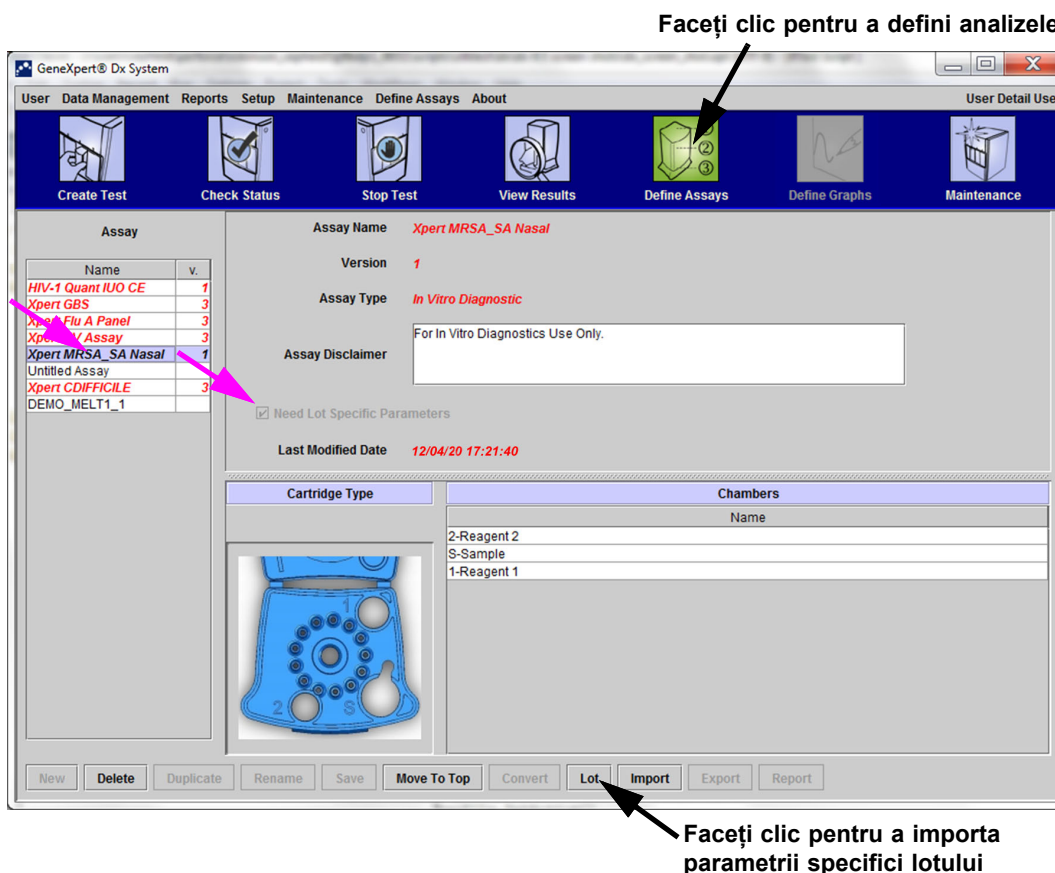 Faceți clic pentru a defini analizele
GeneXpert® Dx System
User Data Management Reports Setup Maintenance Define Assays About User Detail Use
Create Test Check Status Stop Test View Results Define Assays Define Graphs Maintenance
Assay
Name v.
HIV-1 Quant IUO CE 1
Xpert GBS 3
Xpert Flu A Panel 3
V Assay 3
Xpert MRSA_SA Nasal 1
Untitled Assay
Xpert CDIFFICILE 3
DEMO_MELT1_1
Assay Name Xpert MRSA_SA Nasal
Version 1
Assay Type In Vitro Diagnostic
Assay Disclaimer For In Vitro Diagnostics Use Only.
Need Lot Specific Parameters
Last Modified Date 12/04/20 17:21:40
Cartridge Type
1
2 S
Chambers
Name
2-Reagent 2
S-Sample
1-Reagent 1
New Delete Duplicate Rename Save Move To Top Convert Lot Import Export Report
Faceți clic pentru a importa
parametrii specifici lotului